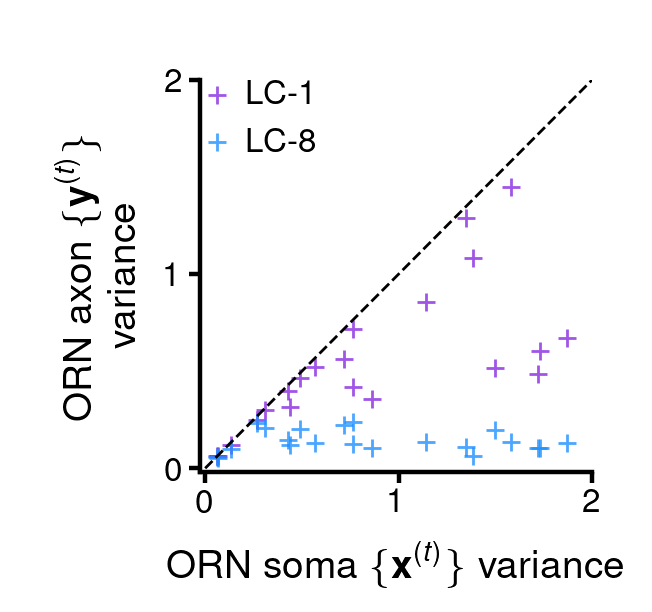 2
LC-1
LC-8
1
0
0
1
2
ORN axon {y^(t)}
variance
ORN soma {x^(t)} variance